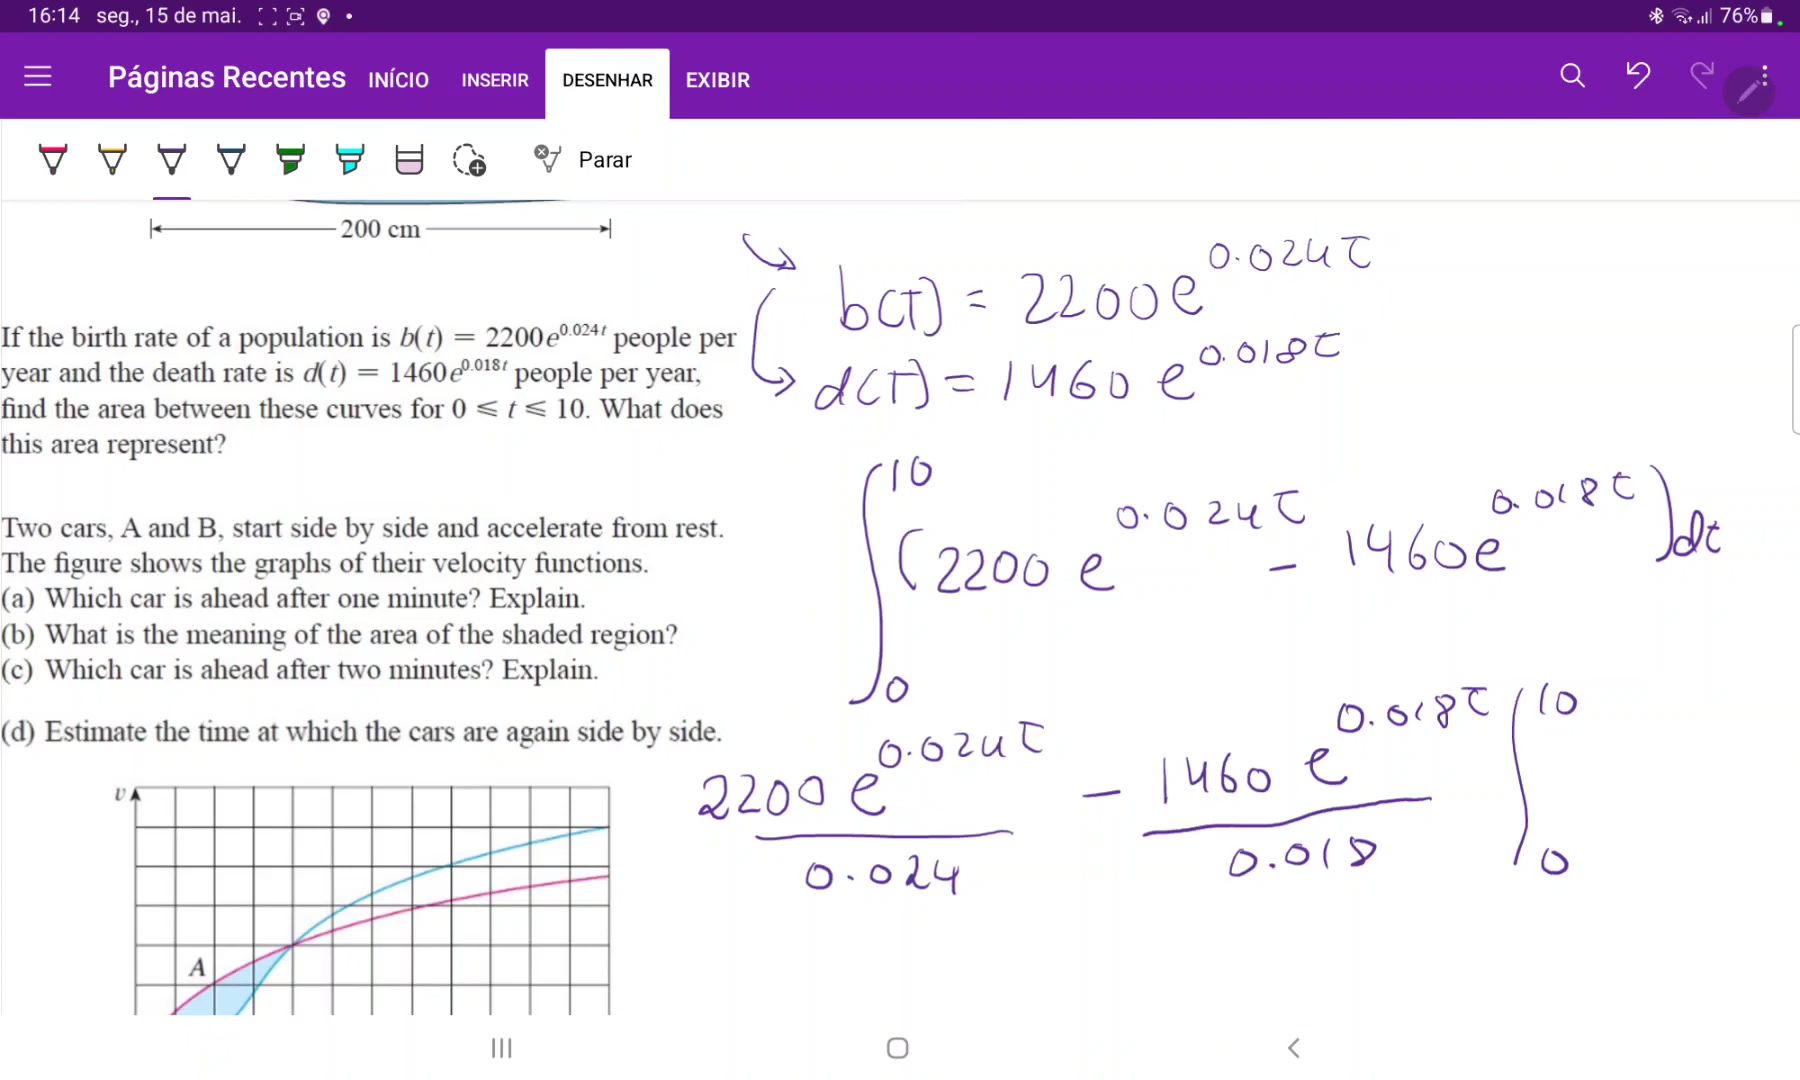 16:14 seg., 15 de mai.
76%
Páginas Recentes INÍCIO INSERIR DESENHAR EXIBIR
Parar
200 cm
If the birth rate of a population is b(t) = 2200e^0.024t people per
year and the death rate is d(t) = 1460e^0.018t people per year,
find the area between these curves for 0 ⩽ t ⩽ 10. What does
this area represent?
Two cars, A and B, start side by side and accelerate from rest.
The figure shows the graphs of their velocity functions.
(a) Which car is ahead after one minute? Explain.
(b) What is the meaning of the area of the shaded region?
(c) Which car is ahead after two minutes? Explain.
(d) Estimate the time at which the cars are again side by side.
v
A
b(t) = 2200e^0.024t
d(t) = 1460e^0.018t
∫_0^10 (2200e^0.024t - 1460e^0.018t)dt
2200e^0.024t / 0.024 - 1460e^0.018t / 0.018 |_0^10